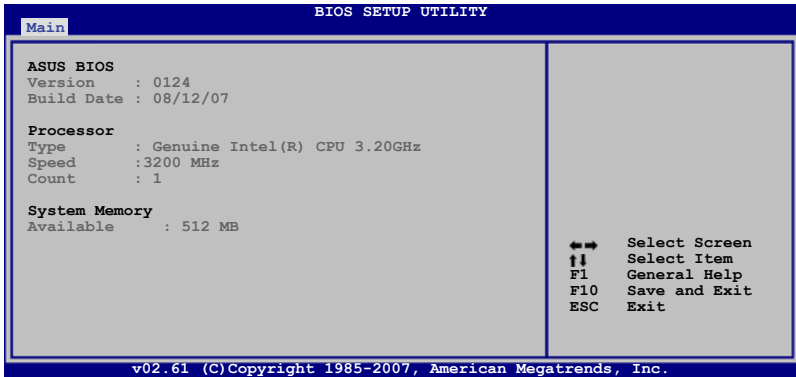 BIOS SETUP UTILITY
Main
ASUS BIOS
Version : 0124
Build Date : 08/12/07
Processor
Type : Genuine Intel(R) CPU 3.20GHz
Speed :3200 MHz
Count : 1
System Memory
Available : 512 MB
←→ Select Screen
↑↓ Select Item
F1 General Help
F10 Save and Exit
ESC Exit
v02.61 (C)Copyright 1985-2007, American Megatrends, Inc.